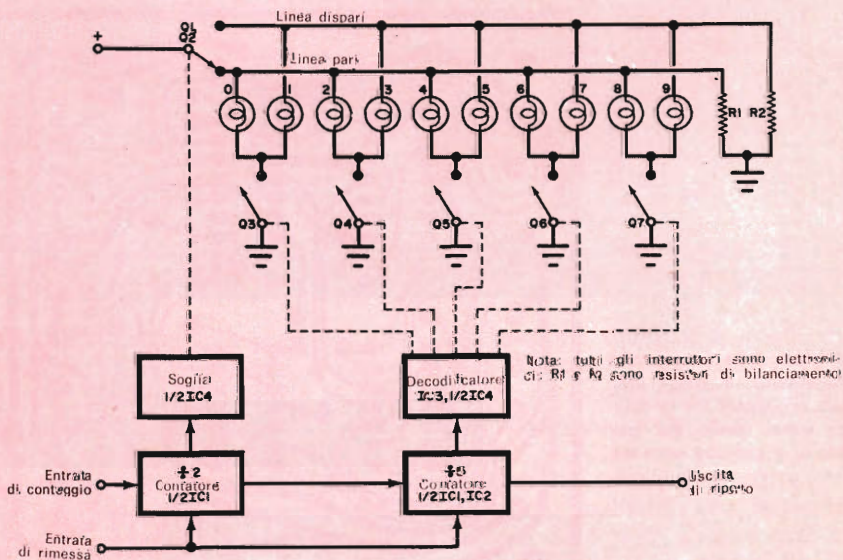 Linea dispari
Q1
Q2
+
Linea pari
0 1 2 3 4 5 6 7 8 9
R1 R2
Q3 Q4 Q5 Q6 Q7
Soglia
1/2IC4
Decodificatore
IC3,1/2IC4
Nota: tutti gli interruttori sono elettroni-
ci: R1 e R2 sono resistori di bilanciamento
Entrata
di conteggio
÷2
Contatore
1/2IC1
÷5
Contatore
1/2IC1,IC2
Uscita
di riporto
Entrata
di rimessa